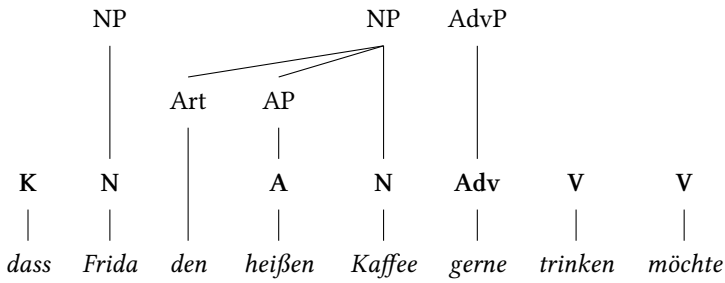 NP NP AdvP
Art AP
K N A N Adv V V
dass Frida den heißen Kaffee gerne trinken möchte